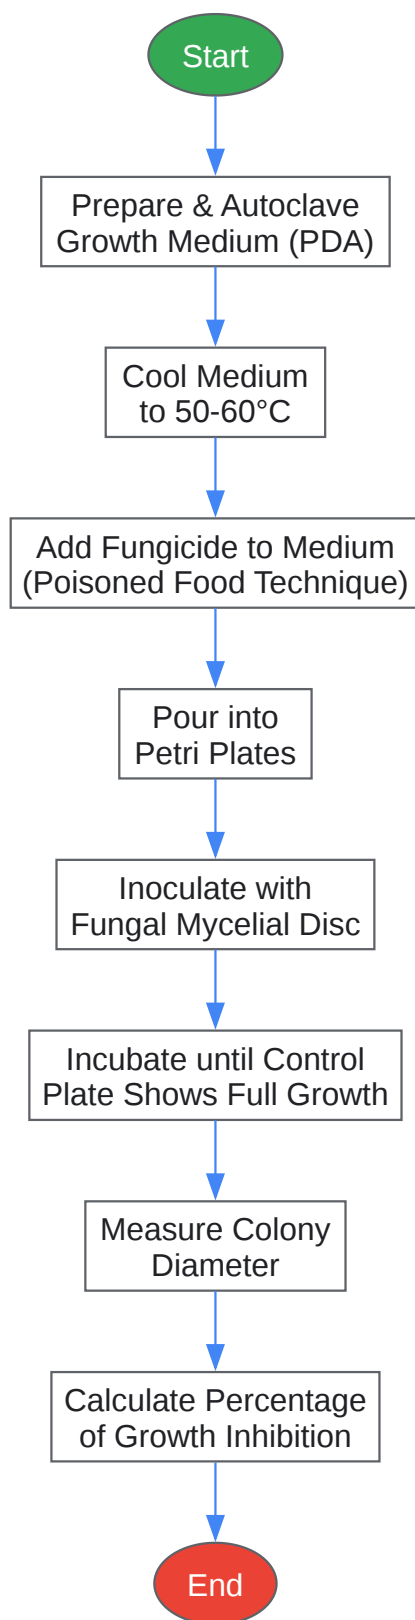 Start
Prepare & Autoclave
Growth Medium (PDA)
Cool Medium
to 50-60°C
Add Fungicide to Medium
(Poisoned Food Technique)
Pour into
Petri Plates
Inoculate with
Fungal Mycelial Disc
Incubate until Control
Plate Shows Full Growth
Measure Colony
Diameter
Calculate Percentage
of Growth Inhibition
End